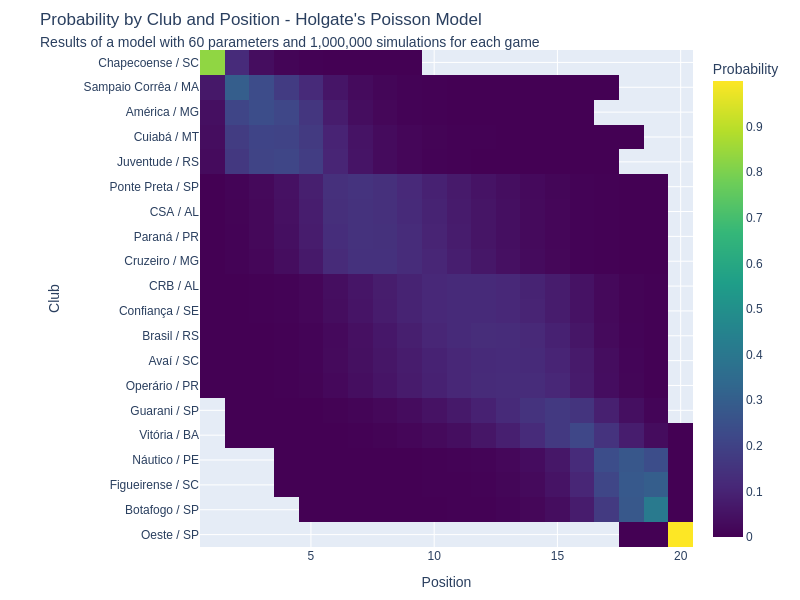 Probability by Club and Position - Holgate's Poisson Model
Results of a model with 60 parameters and 1,000,000 simulations for each game
Probability
Chapecoense / SC
Sampaio Corrêa / MA
América / MG
Cuiabá / MT
Juventude / RS
Ponte Preta / SP
CSA / AL
Paraná / PR
Cruzeiro / MG
CRB / AL
Confiança / SE
Brasil / RS
Avaí / SC
Operário / PR
Guarani / SP
Vitória / BA
Náutico / PE
Figueirense / SC
Botafogo / SP
Oeste / SP
Club
5
10
15
20
Position
0.9
0.8
0.7
0.6
0.5
0.4
0.3
0.2
0.1
0